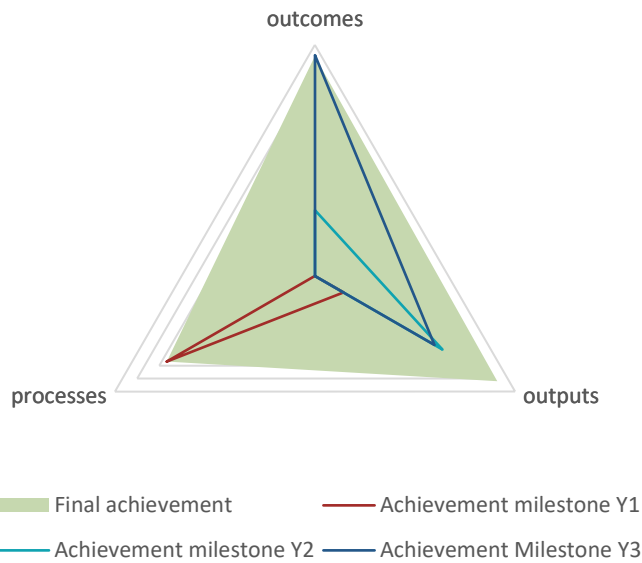 outcomes
processes
outputs
Final achievement
Achievement milestone Y1
Achievement milestone Y2
Achievement Milestone Y3